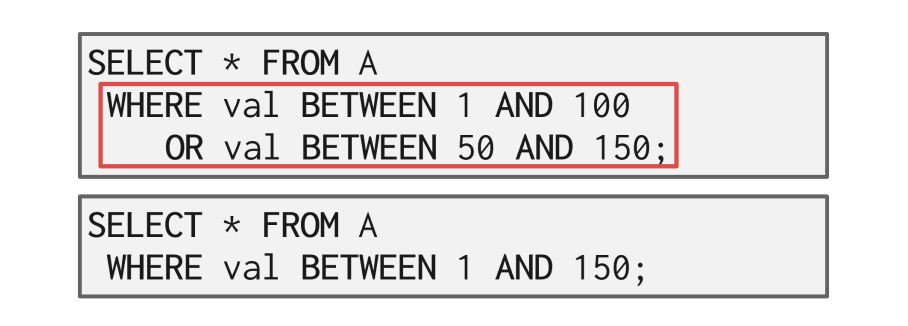 SELECT * FROM A
WHERE val BETWEEN 1 AND 100
OR val BETWEEN 50 AND 150;
SELECT * FROM A
WHERE val BETWEEN 1 AND 150;